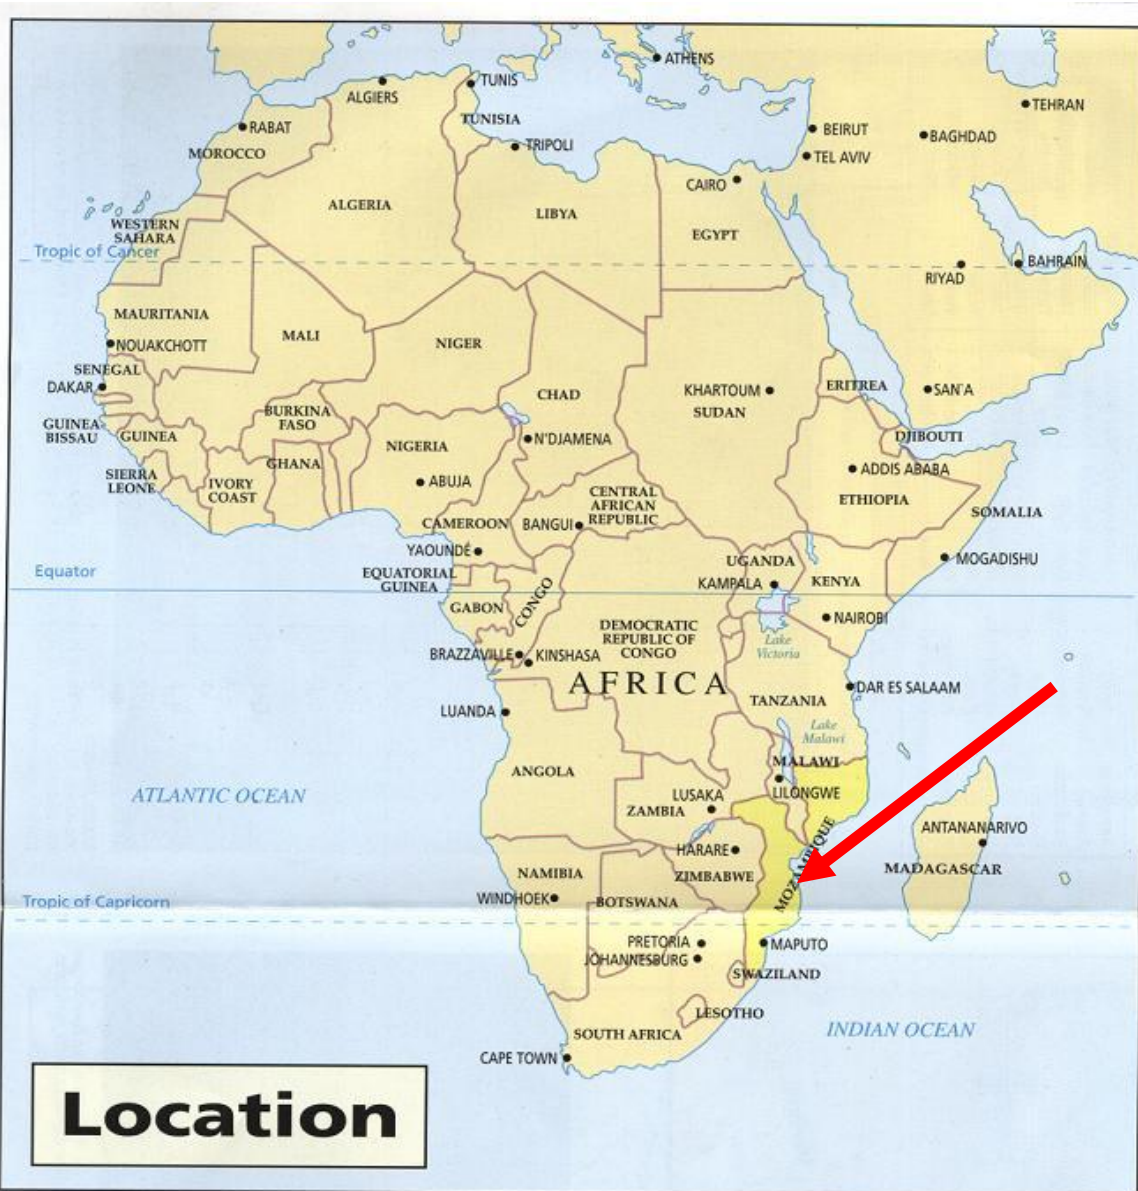 ATHENS
TUNIS
ALGIERS
TEHRAN
TUNISIA
RABAT
BEIRUT
BAGHDAD
MOROCCO
TRIPOLI
TEL AVIV
CAIRO
ALGERIA
LIBYA
WESTERN
SAHARA
EGYPT
Tropic of Cancer
BAHRAIN
RIYAD
MAURITANIA
MALI
NIGER
NOUAKCHOTT
SENEGAL
DAKAR
KHARTOUM
ERITREA
SAN'A
CHAD
SUDAN
BURKINA
FASO
GUINEA
BISSAU
GUINEA
NIGERIA
N'DJAMENA
DJIBOUTI
GHANA
ADDIS ABABA
SIERRA
LEONE
IVORY
COAST
ABUJA
CENTRAL
AFRICAN
REPUBLIC
ETHIOPIA
SOMALIA
CAMEROON
BANGUI
YAOUNDÉ
UGANDA
MOGADISHU
Equator
EQUATORIAL
GUINEA
KAMPALA
KENYA
GABON
CONGO
NAIROBI
DEMOCRATIC
REPUBLIC OF
CONGO
Lake
Victoria
BRAZZAVILLE
KINSHASA
AFRICA
DAR ES SALAAM
TANZANIA
LUANDA
Lake
Malawi
ANGOLA
MALAWI
ATLANTIC OCEAN
LUSAKA
LILONGWE
ZAMBIA
ANTANANARIVO
HARARE
MOZAMBIQUE
MADAGASCAR
NAMIBIA
ZIMBABWE
WINDHOEK
BOTSWANA
Tropic of Capricorn
PRETORIA
MAPUTO
JOHANNESBURG
SWAZILAND
LESOTHO
SOUTH AFRICA
INDIAN OCEAN
CAPE TOWN
Location